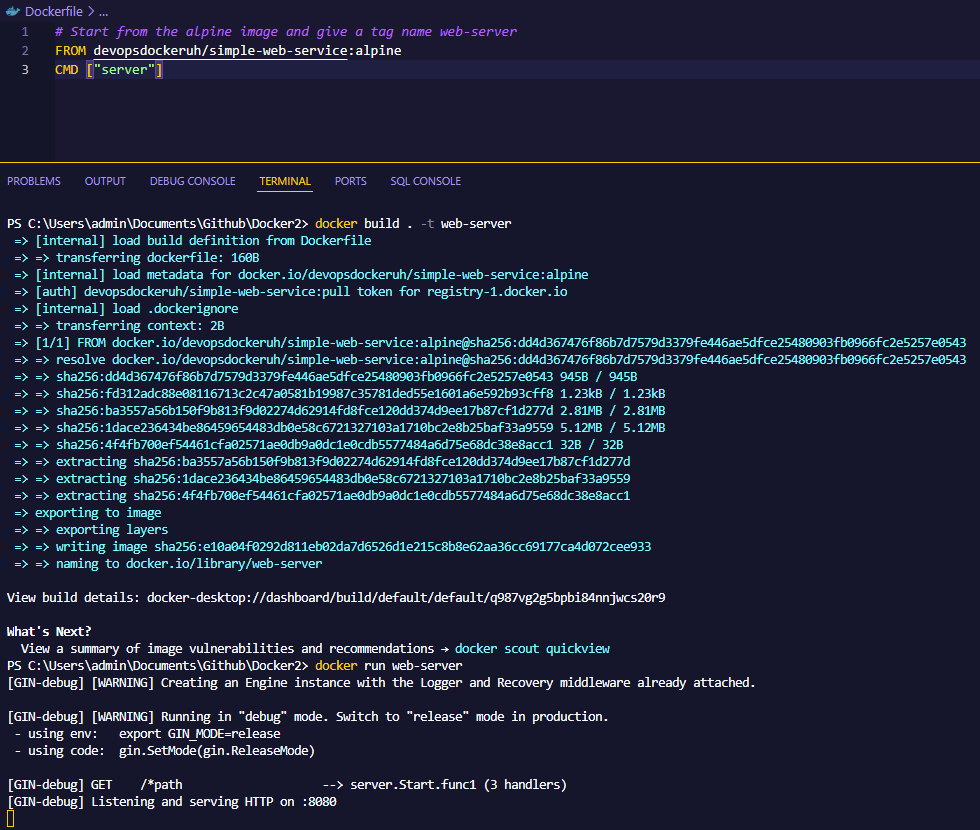 Dockerfile > ...
1 # Start from the alpine image and give a tag name web-server
2 FROM devopsdockeruh/simple-web-service:alpine
3 CMD ["server"]
PROBLEMS OUTPUT DEBUG CONSOLE TERMINAL PORTS SQL CONSOLE
PS C:\Users\admin\Documents\Github\Docker2> docker build . -t web-server
=> [internal] load build definition from Dockerfile
=> => transferring dockerfile: 160B
=> [internal] load metadata for docker.io/devopsdockeruh/simple-web-service:alpine
=> [auth] devopsdockeruh/simple-web-service:pull token for registry-1.docker.io
=> [internal] load .dockerignore
=> => transferring context: 2B
=> [1/1] FROM docker.io/devopsdockeruh/simple-web-service:alpine@sha256:dd4d367476f86b7d7579d3379fe446ae5dfce25480903fb0966fc2e5257e0543
=> => resolve docker.io/devopsdockeruh/simple-web-service:alpine@sha256:dd4d367476f86b7d7579d3379fe446ae5dfce25480903fb0966fc2e5257e0543
=> => sha256:dd4d367476f86b7d7579d3379fe446ae5dfce25480903fb0966fc2e5257e0543 945B / 945B
=> => sha256:fd312adc88e08116713c2c47a0581b19987c35781ded55e1601a6e592b93cff8 1.23kB / 1.23kB
=> => sha256:ba3557a56b150f9b813f9d02274d62914fd8fce120dd374d9ee17b87cf1d277d 2.81MB / 2.81MB
=> => sha256:1dace236434be86459654483db0e58c6721327103a1710bc2e8b25baf33a9559 5.12MB / 5.12MB
=> => sha256:4f4fb700ef54461cfa02571ae0db9a0dc1e0cdb5577484a6d75e68dc38e8acc1 32B / 32B
=> => extracting sha256:ba3557a56b150f9b813f9d02274d62914fd8fce120dd374d9ee17b87cf1d277d
=> => extracting sha256:1dace236434be86459654483db0e58c6721327103a1710bc2e8b25baf33a9559
=> => extracting sha256:4f4fb700ef54461cfa02571ae0db9a0dc1e0cdb5577484a6d75e68dc38e8acc1
=> exporting to image
=> => exporting layers
=> => writing image sha256:e10a04f0292d811eb02da7d6526d1e215c8b8e62aa36cc69177ca4d072cee933
=> => naming to docker.io/library/web-server
View build details: docker-desktop://dashboard/build/default/default/q987vg2g5bpbi84nnjwcs20r9
What's Next?
View a summary of image vulnerabilities and recommendations → docker scout quickview
PS C:\Users\admin\Documents\Github\Docker2> docker run web-server
[GIN-debug] [WARNING] Creating an Engine instance with the Logger and Recovery middleware already attached.
[GIN-debug] [WARNING] Running in "debug" mode. Switch to "release" mode in production.
- using env: export GIN_MODE=release
- using code: gin.SetMode(gin.ReleaseMode)
[GIN-debug] GET /*path --> server.Start.func1 (3 handlers)
[GIN-debug] Listening and serving HTTP on :8080